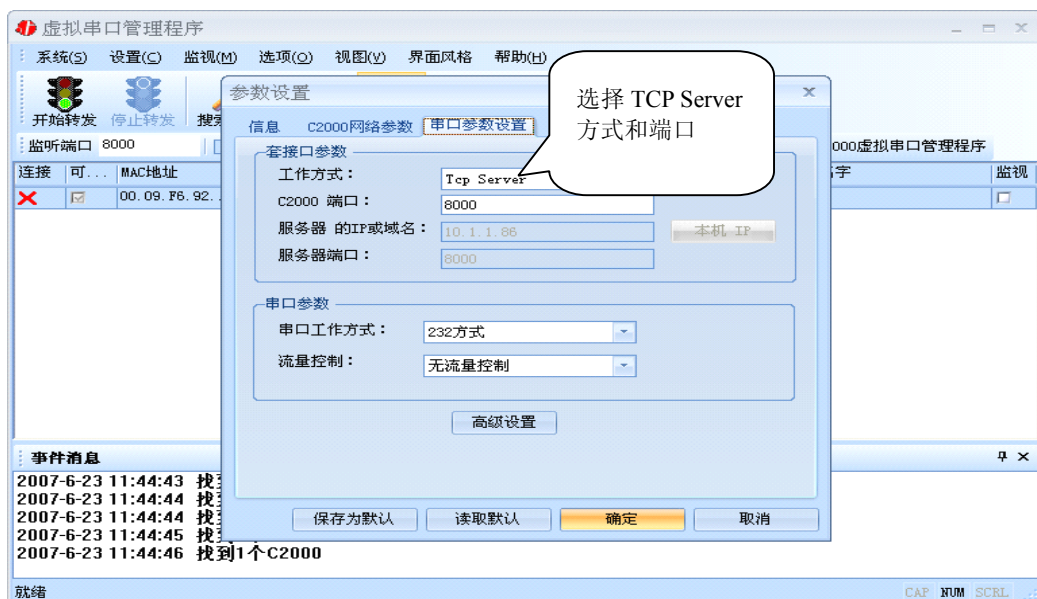 虚拟串口管理程序
系统(S) 设置(C) 监视(M) 选项(O) 视图(V) 界面风格 帮助(H)
开始转发 停止转发
监听端口 8000
000虚拟串口管理程序
连接 可... MAC地址 字 监视
00.09.F6.92.
参数设置
选择 TCP Server
方式和端口
信息 C2000网络参数 串口参数设置
套接口参数
工作方式： Tcp Server
C2000 端口： 8000
服务器 的IP或域名： 10.1.1.86 本机 IP
服务器端口： 8000
串口参数
串口工作方式： 232方式
流量控制： 无流量控制
高级设置
保存为默认 读取默认 确定 取消
事件消息
2007-6-23 11:44:43 找
2007-6-23 11:44:44 找
2007-6-23 11:44:44 找
2007-6-23 11:44:45 找
2007-6-23 11:44:46 找到1个C2000
就绪 CAP NUM SCRL